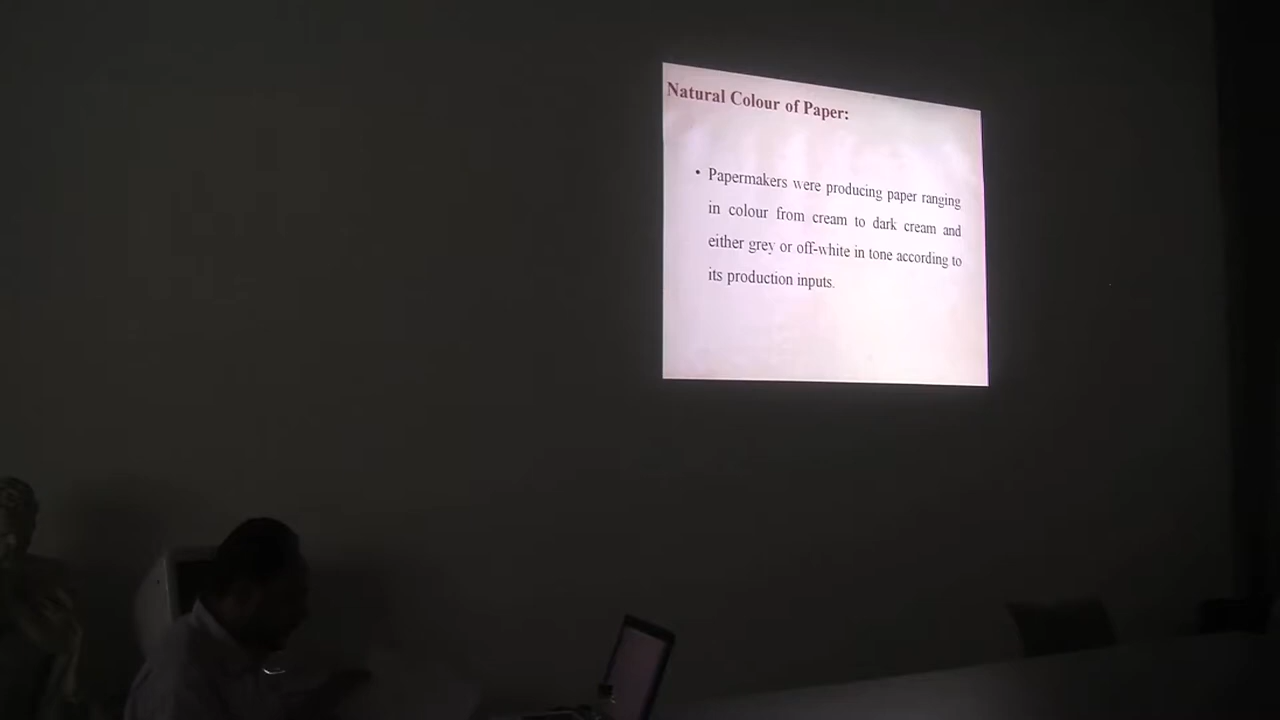 Natural Colour of Paper:
• Papermakers were producing paper ranging
in colour from cream to dark cream and
either grey or off-white in tone according to
its production inputs.